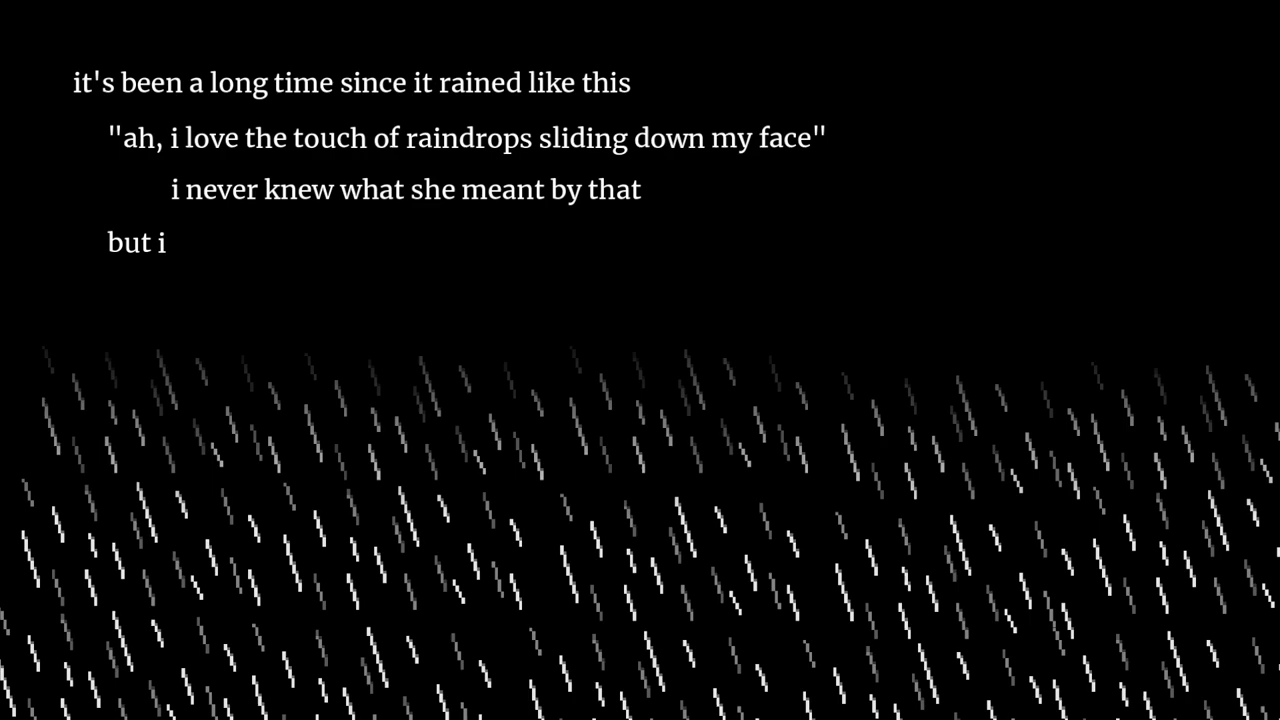 it's been a long time since it rained like this
"ah, i love the touch of raindrops sliding down my face"
i never knew what she meant by that
but i